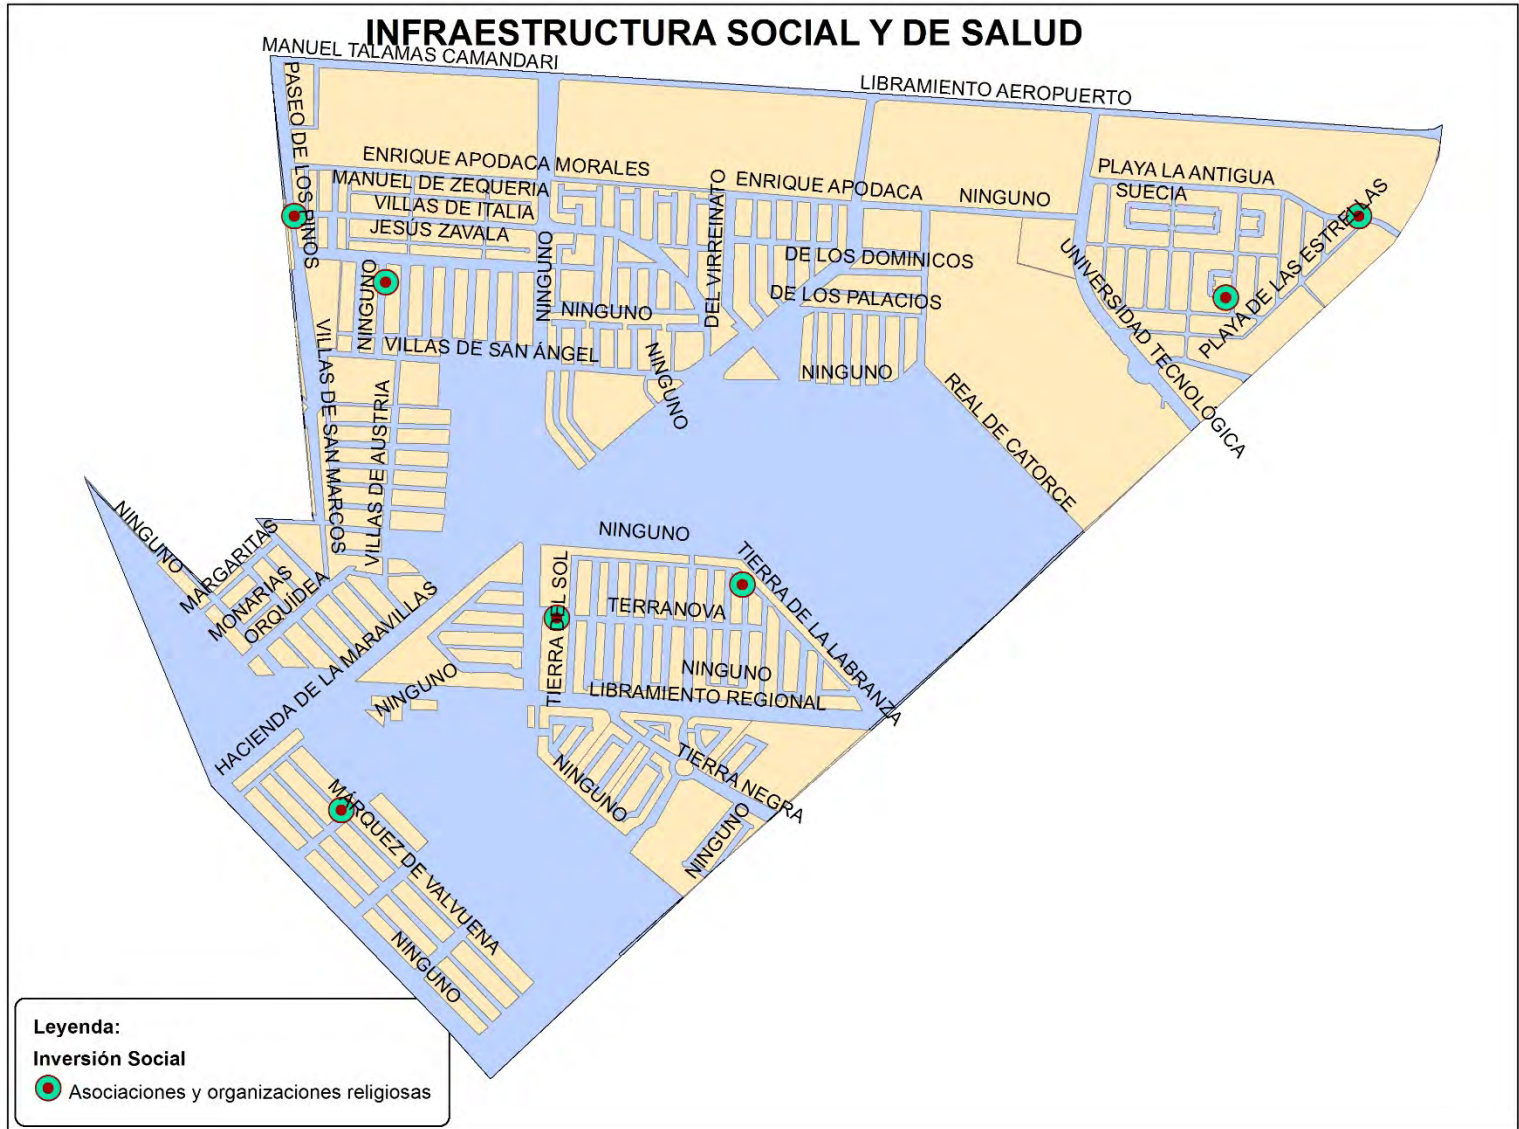 INFRAESTRUCTURA SOCIAL Y DE SALUD
MANUEL TALAMAS CAMANDARI
LIBRAMIENTO AEROPUERTO
PASEO DE LOS PINOS
ENRIQUE APODACA MORALES
MANUEL DE ZEQUERIA
VILLAS DE ITALIA
JESUS ZAVALA
DEL VIRREINATO
ENRIQUE APODACA
NINGUNO
PLAYA LA ANTIGUA
SUECIA
PLAYA DE LAS ESTRELLAS
UNIVERSIDAD TECNOLÓGICA
DE LOS DOMINICOS
DE LOS PALACIOS
NINGUNO
NINGUNO
NINGUNO
NINGUNO
VILLAS DE SAN ÁNGEL
NINGUNO
REAL DE CATORCE
VILLAS DE SAN MARCOS
VILLAS DE AUSTRIA
NINGUNO
MARGARITAS
MONARIAS
ORQUÍDEA
HACIENDA DE LA MARAVILLAS
NINGUNO
TIERRA DEL SOL
TERRANOVA
TIERRA DE LA LABRANZA
NINGUNO
NINGUNO
LIBRAMIENTO REGIONAL
TIERRA NEGRA
NINGUNO
NINGUNO
MÁRQUEZ DE VALVUENA
NINGUNO
Leyenda:
Inversión Social
Asociaciones y organizaciones religiosas